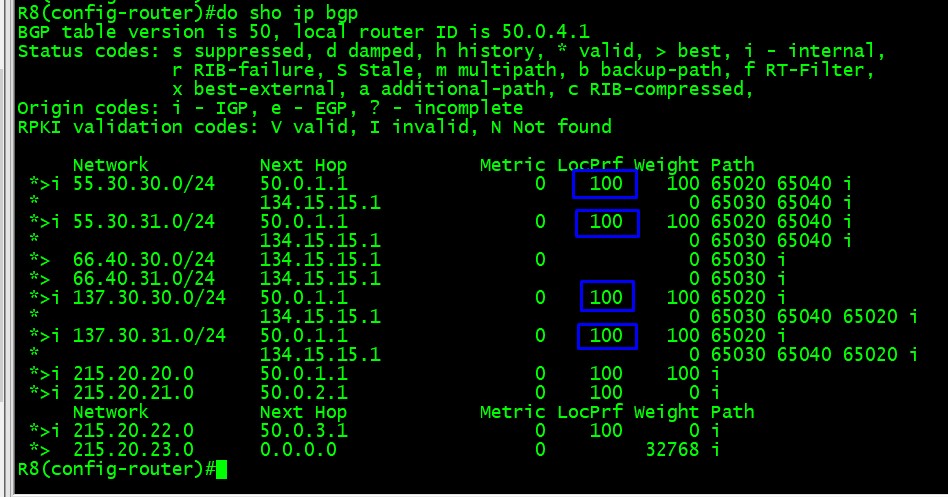 R8(config-router)#do sho ip bgp
BGP table version is 50, local router ID is 50.0.4.1
Status codes: s suppressed, d damped, h history, * valid, > best, i - internal,
              r RIB-failure, S Stale, m multipath, b backup-path, f RT-Filter,
              x best-external, a additional-path, c RIB-compressed,
Origin codes: i - IGP, e - EGP, ? - incomplete
RPKI validation codes: V valid, I invalid, N Not found

     Network          Next Hop            Metric LocPrf Weight Path
 *>i 55.30.30.0/24    50.0.1.1                 0    100    100 65020 65040 i
 *                    134.15.15.1                            0 65030 65040 i
 *>i 55.30.31.0/24    50.0.1.1                 0    100    100 65020 65040 i
 *                    134.15.15.1                            0 65030 65040 i
 *>  66.40.30.0/24    134.15.15.1              0             0 65030 i
 *>  66.40.31.0/24    134.15.15.1                            0 65030 i
 *>i 137.30.30.0/24   50.0.1.1                 0    100    100 65020 i
 *                    134.15.15.1                            0 65030 65040 65020 i
 *>i 137.30.31.0/24   50.0.1.1                 0    100    100 65020 i
 *                    134.15.15.1                            0 65030 65040 65020 i
 *>i 215.20.20.0      50.0.1.1                 0    100    100 i
 *>i 215.20.21.0      50.0.2.1                 0    100      0 i
     Network          Next Hop            Metric LocPrf Weight Path
 *>i 215.20.22.0      50.0.3.1                 0    100      0 i
 *>  215.20.23.0      0.0.0.0                  0         32768 i
R8(config-router)#